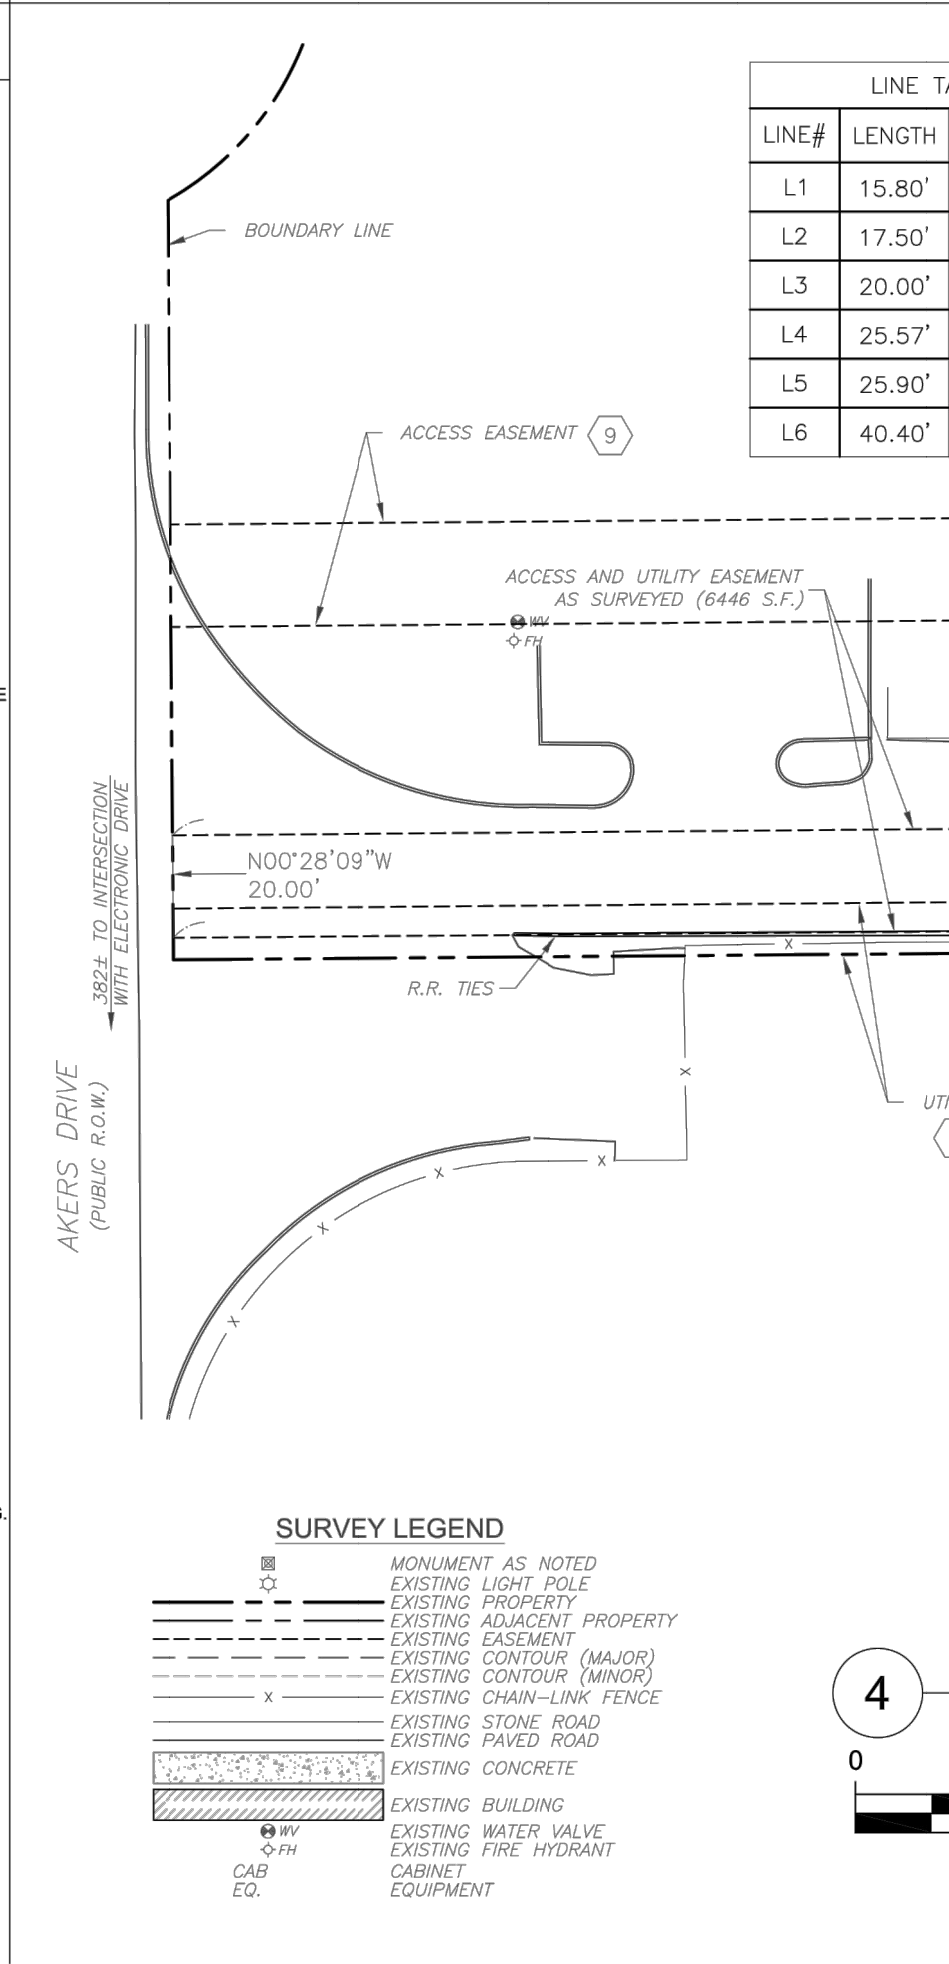 BOUNDARY LINE
LINE
LINE# LENGTH
L1 15.80'
L2 17.50'
L3 20.00'
L4 25.57'
L5 25.90'
L6 40.40'
ACCESS EASEMENT 9
ACCESS AND UTILITY EASEMENT
AS SURVEYED (6446 S.F.)
WV
FH
N00°28'09"W
20.00'
382± TO INTERSECTION
WITH ELECTRONIC DRIVE
R.R. TIES
X
X
X
X
X
X
AKERS DRIVE
(PUBLIC R.O.W.)
SURVEY LEGEND
MONUMENT AS NOTED
EXISTING LIGHT POLE
EXISTING PROPERTY
EXISTING ADJACENT PROPERTY
EXISTING EASEMENT
EXISTING CONTOUR (MAJOR)
EXISTING CONTOUR (MINOR)
X EXISTING CHAIN-LINK FENCE
EXISTING STONE ROAD
EXISTING PAVED ROAD
EXISTING CONCRETE
EXISTING BUILDING
WV EXISTING WATER VALVE
FH EXISTING FIRE HYDRANT
CAB CABINET
EQ. EQUIPMENT
4
0